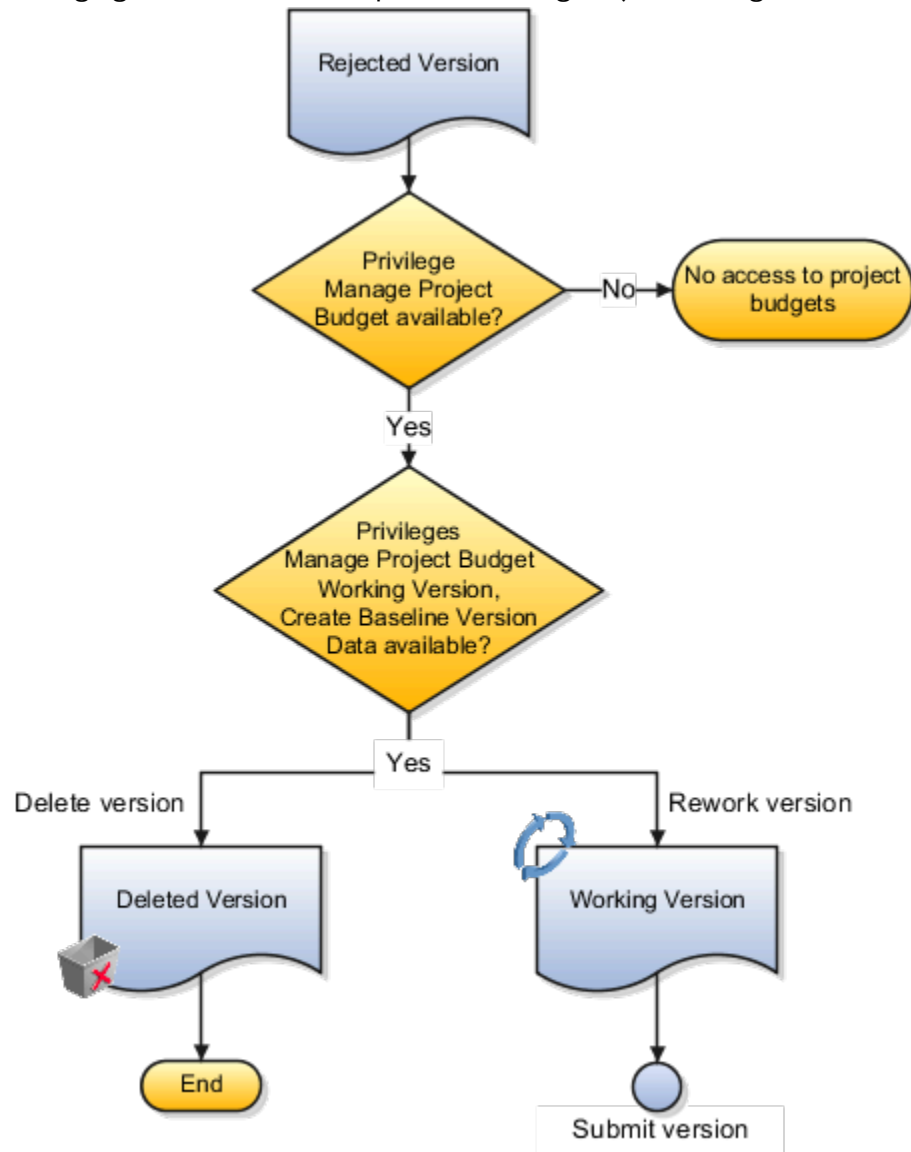 Rejected Version
Privilege
Manage Project
Budget available?
No
No access to project
budgets
Yes
Privileges
Manage Project Budget
Working Version,
Create Baseline Version
Data available?
Yes
Delete version
Rework version
Deleted Version
Working Version
End
Submit version